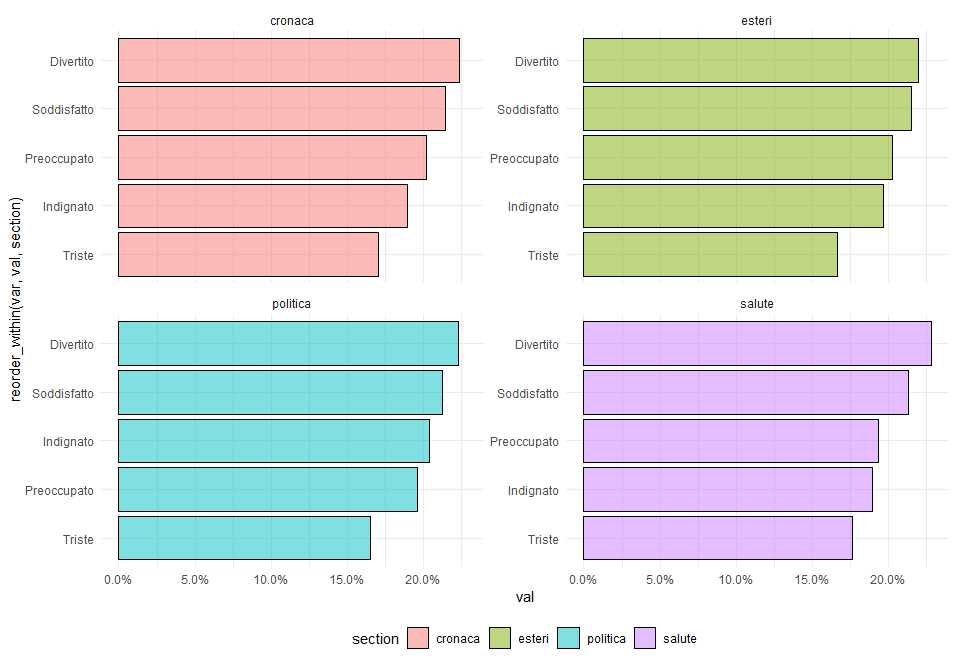 cronaca
esteri
Divertito
Soddisfatto
Preoccupato
Indignato
Triste
Divertito
Soddisfatto
Preoccupato
Indignato
Triste
reorder_within(var, val, section)
politica
salute
Divertito
Soddisfatto
Indignato
Preoccupato
Triste
Divertito
Soddisfatto
Preoccupato
Indignato
Triste
0.0% 5.0% 10.0% 15.0% 20.0%
0.0% 5.0% 10.0% 15.0% 20.0%
val
section cronaca esteri politica salute